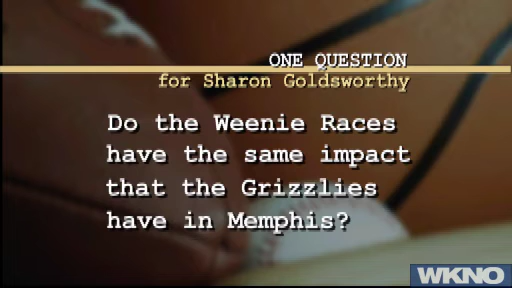 ONE QUESTION
for Sharon Goldsworthy
Do the Weenie Races
have the same impact
that the Grizzlies
have in Memphis?
WKNO